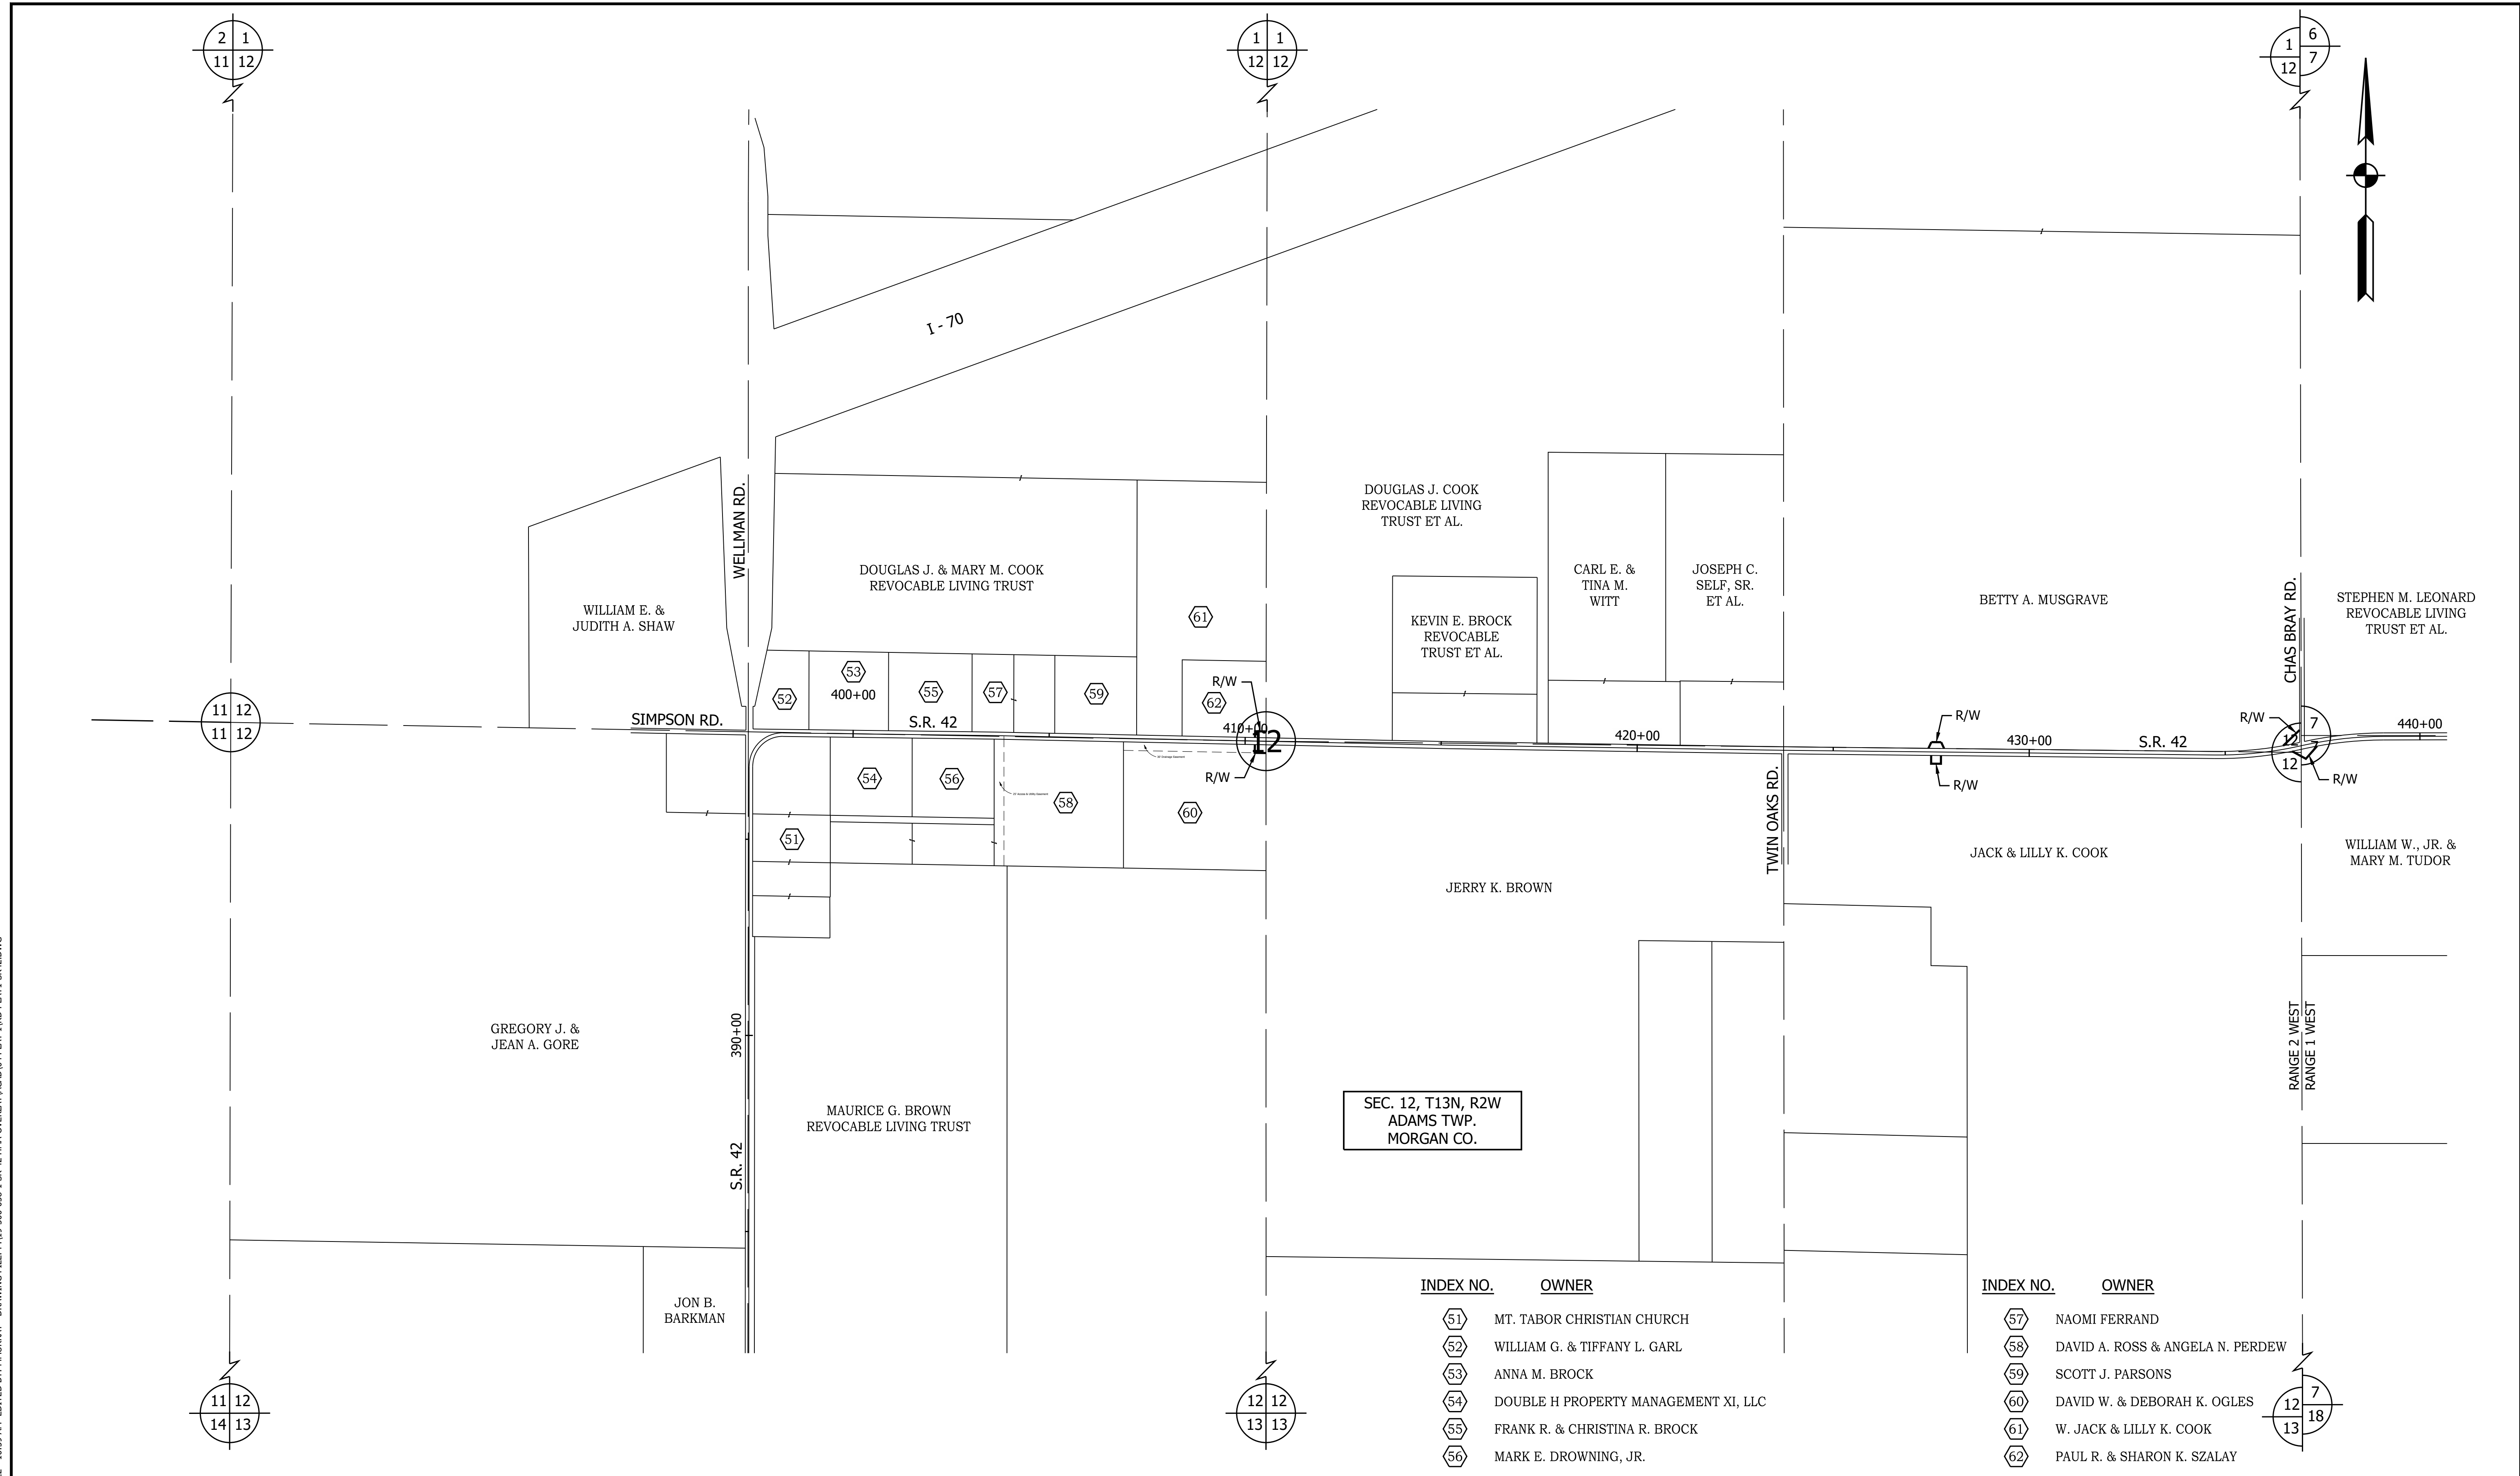 2 1
11 12
1 1
12 12
1 6
12 7
I - 70
WELLMAN RD.
DOUGLAS J. COOK
REVOCABLE LIVING
TRUST ET AL.
WILLIAM E. &
JUDITH A. SHAW
DOUGLAS J. & MARY M. COOK
REVOCABLE LIVING TRUST
61
KEVIN E. BROCK
REVOCABLE
TRUST ET AL.
CARL E. &
TINA M.
WITT
JOSEPH C.
SELF, SR.
ET AL.
BETTY A. MUSGRAVE
CHAS BRAY RD.
STEPHEN M. LEONARD
REVOCABLE LIVING
TRUST ET AL.
52
53
400+00
55
57
59
62
R/W
11 12
11 12
SIMPSON RD.
S.R. 42
410+00
12
R/W
420+00
R/W
R/W
430+00
S.R. 42
R/W
7
12
7
12
R/W
440+00
54
56
58
60
51
TWIN OAKS RD.
JERRY K. BROWN
JACK & LILLY K. COOK
WILLIAM W., JR. &
MARY M. TUDOR
GREGORY J. &
JEAN A. GORE
390+00
S.R. 42
MAURICE G. BROWN
REVOCABLE LIVING TRUST
SEC. 12, T13N, R2W
ADAMS TWP.
MORGAN CO.
RANGE 2 WEST
RANGE 1 WEST
JON B.
BARKMAN
11 12
14 13
12 12
13 13
INDEX NO. OWNER
51 MT. TABOR CHRISTIAN CHURCH
52 WILLIAM G. & TIFFANY L. GARL
53 ANNA M. BROCK
54 DOUBLE H PROPERTY MANAGEMENT XI, LLC
55 FRANK R. & CHRISTINA R. BROCK
56 MARK E. DROWNING, JR.
INDEX NO. OWNER
57 NAOMI FERRAND
58 DAVID A. ROSS & ANGELA N. PERDEW
59 SCOTT J. PARSONS
60 DAVID W. & DEBORAH K. OGLES
61 W. JACK & LILLY K. COOK
62 PAUL R. & SHARON K. SZALAY
12 7
13 18